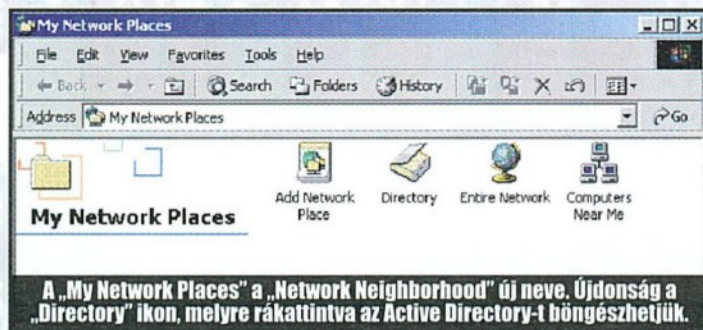 My Network Places
File Edit View Favorites Tools Help
Back Search Folders History
Address My Network Places Go
Add Network Place
Directory
Entire Network
Computers Near Me
My Network Places
A „My Network Places” a „Network Neighborhood” új neve. Újdonság a
„Directory” ikon, melyre rákattintva az Active Directory-t böngészhetjük.